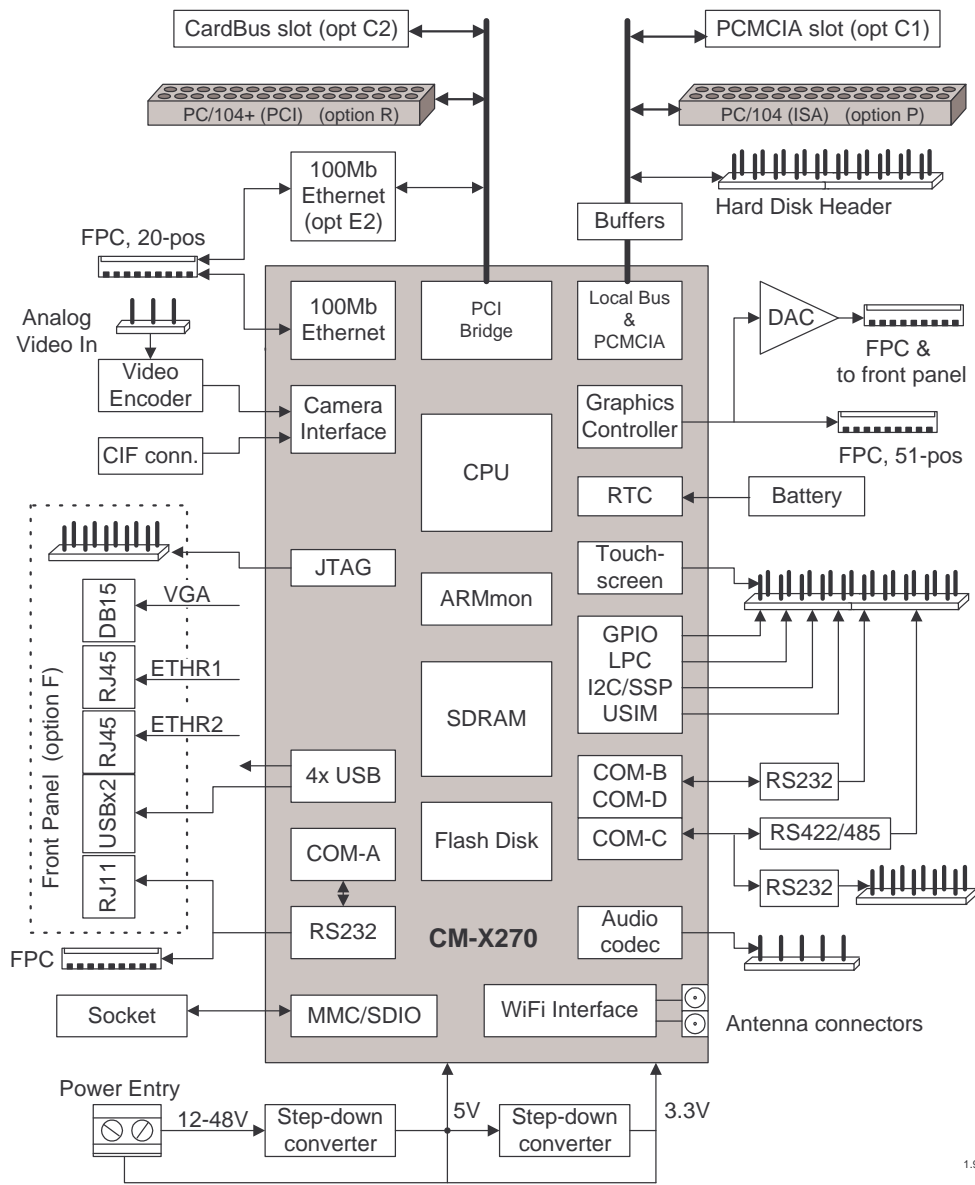 CardBus slot (opt C2)
PCMCIA slot (opt C1)
PC/104+ (PCI) (option R)
PC/104 (ISA) (option P)
100Mb
Ethernet
(opt E2)
Hard Disk Header
Buffers
FPC, 20-pos
100Mb
Ethernet
PCI
Bridge
Local Bus
&
PCMCIA
DAC
FPC &
to front panel
Analog
Video In
Video
Encoder
Camera
Interface
Graphics
Controller
CIF conn.
CPU
FPC, 51-pos
RTC
Battery
JTAG
Touch-
screen
ARMmon
DB15
VGA
GPIO
LPC
I2C/SSP
USIM
RJ45
ETHR1
RJ45
ETHR2
SDRAM
Front Panel (option F)
USBx2
4x USB
COM-B
COM-D
RS232
RJ11
COM-A
Flash Disk
COM-C
RS422/485
RS232
RS232
CM-X270
Audio
codec
FPC
Socket
MMC/SDIO
WiFi Interface
Antenna connectors
Power Entry
12-48V
Step-down
converter
5V
Step-down
converter
3.3V